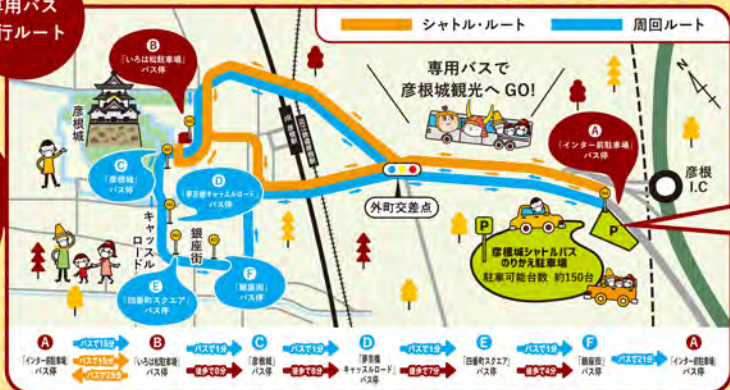 専用バス
行ルート
シャトル・ルート
周回ルート
B
「いろは松駐車場」
バス停
専用バスで
彦根城観光へ GO!
N
彦根城
JR 彦根駅
A
「インター前駐車場」
バス停
彦根
I.C
C
「彦根城」
バス停
D
「夢京橋キャッスルロード」
バス停
外町交差点
キャッスル
ロード
銀座街
P
P
彦根城シャトルバス
のりかえ駐車場
駐車可能台数 約150台
E
「四番町スクエア」
バス停
F
「銀座街」
バス停
A
「インター前駐車場」
バス停
バスで15分
バスで15分
バスで25分
B
「いろは松駐車場」
バス停
バスで1分
徒歩で8分
C
「彦根城」
バス停
バスで1分
徒歩で8分
D
「夢京橋
キャッスルロード」
バス停
バスで1分
徒歩で7分
E
「四番町スクエア」
バス停
バスで1分
徒歩で4分
F
「銀座街」
バス停
バスで21分
A
「インター前駐車場」
バス停